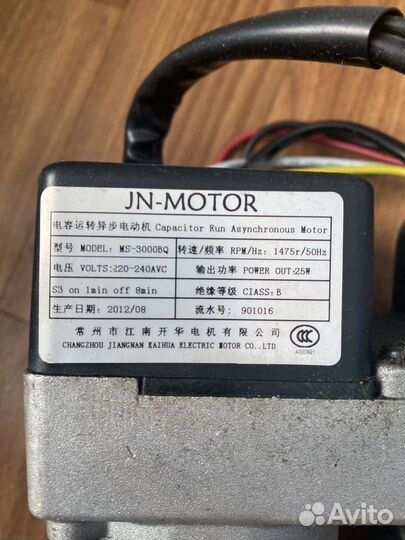 JN-MOTOR
电容运转异步电动机 Capacitor Run Asynchronous Motor
型号 MODEL: MS-3000BQ 转速/频率 RPM/Hz: 1475r/50Hz
电压 VOLTS:220-240AVC 输出功率 POWER OUT:25W
S3 on 1min off 8min 绝缘等级 CIASS:B
生产日期: 2012/08 流水号: 901016
常州市江南开华电机有限公司
CHANGZHOU JIANGNAN KAIHUA ELECTRIC MOTOR CO.,LTD.
CCC
A000921
Avito